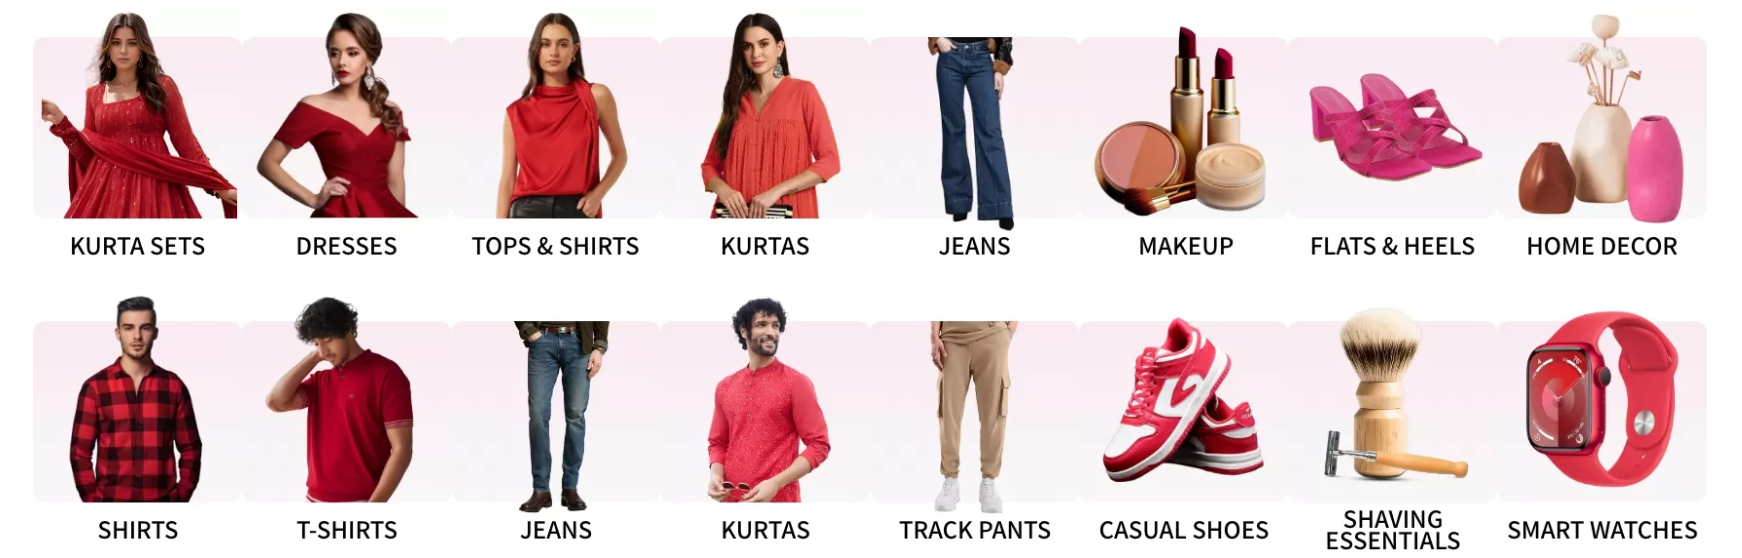 KURTA SETS
DRESSES
TOPS & SHIRTS
KURTAS
JEANS
MAKEUP
FLATS & HEELS
HOME DECOR
SHIRTS
T-SHIRTS
JEANS
KURTAS
TRACK PANTS
CASUAL SHOES
SHAVING
ESSENTIALS
SMART WATCHES